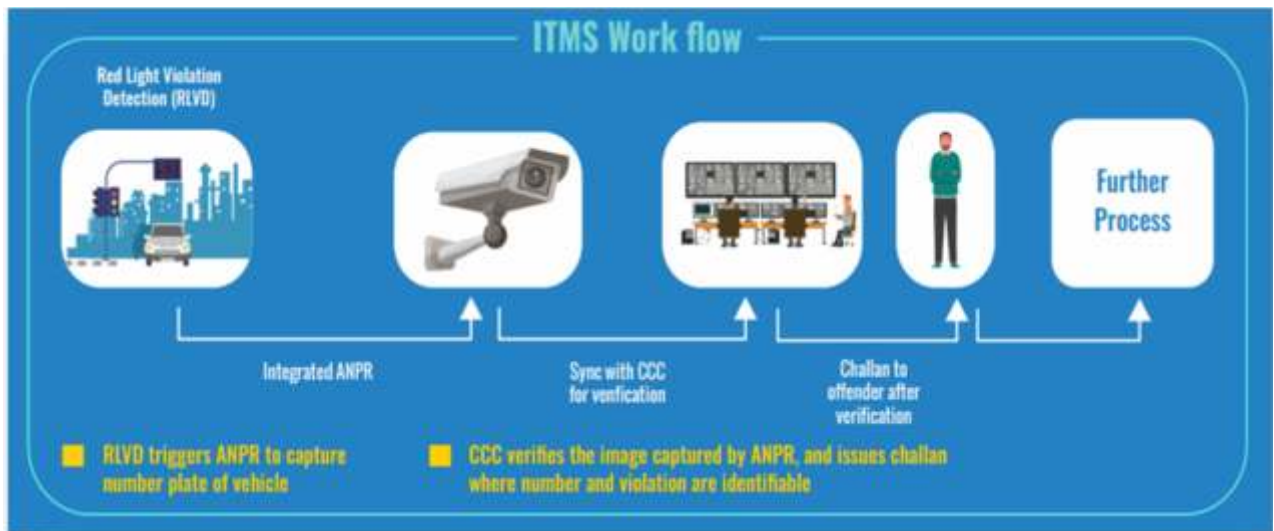 ITMS Work flow
Red Light Violation
Detection (RLVD)
Further
Process
Integrated ANPR
Sync with CCC
for venfication
Challan to
offender after
verification
RLVD triggers ANPR to capture
number plate of vehicle
CCC verifies the image captured by ANPR, and issues challan
where number and violation are identifiable